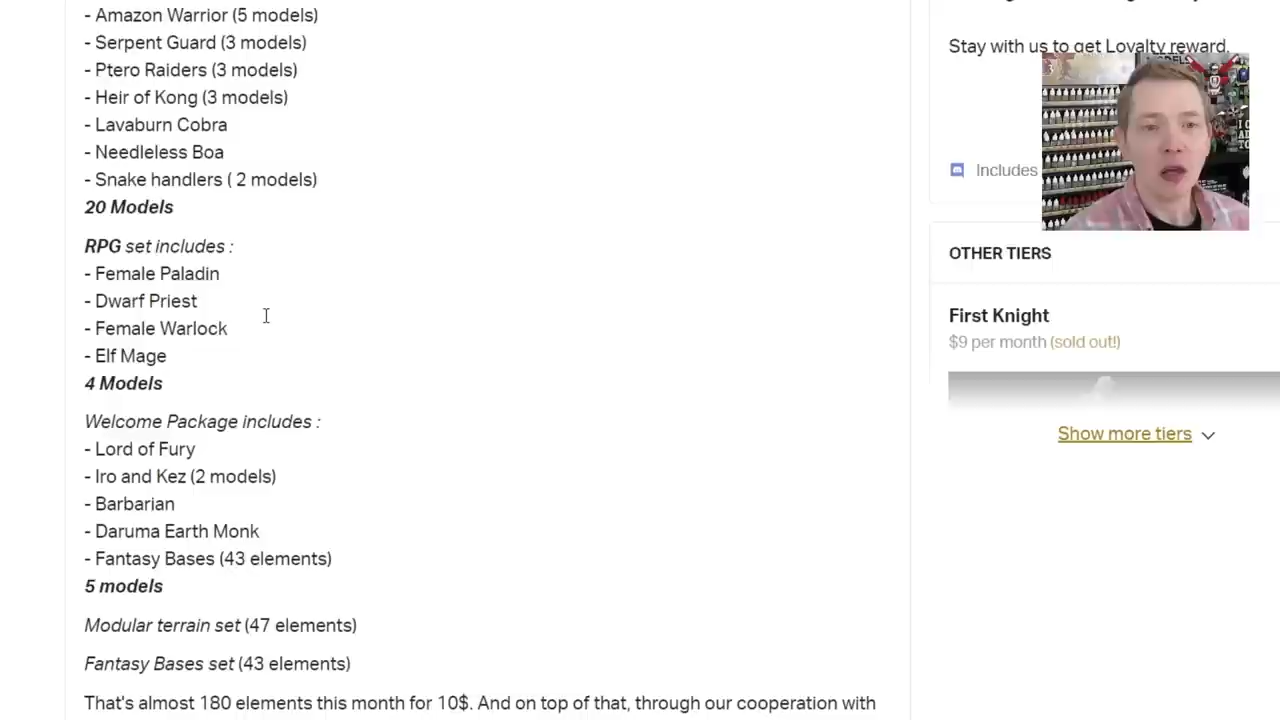 - Amazon Warrior (5 models)
- Serpent Guard (3 models)
- Ptero Raiders (3 models)
- Heir of Kong (3 models)
- Lavaburn Cobra
- Needleless Boa
- Snake handlers ( 2 models)
20 Models
RPG set includes :
- Female Paladin
- Dwarf Priest
- Female Warlock
- Elf Mage
4 Models
Welcome Package includes :
- Lord of Fury
- Iro and Kez (2 models)
- Barbarian
- Daruma Earth Monk
- Fantasy Bases (43 elements)
5 models
Modular terrain set (47 elements)
Fantasy Bases set (43 elements)
That's almost 180 elements this month for 10$. And on top of that, through our cooperation with
Stay with us to get Loyalty reward.
Includes
OTHER TIERS
First Knight
$9 per month (sold out!)
Show more tiers